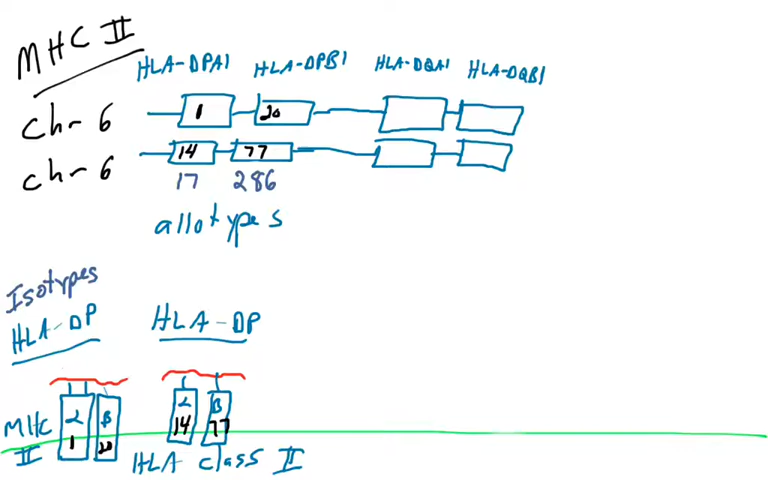 MHC II
HLA-DPA1 HLA-DPB1 HLA-DQA1 HLA-DQB1
chr 6 1 20
chr 6 14 77
17 286
allotypes
Isotypes
HLA-DP HLA-DP
α β α β
1 20 14 77
MHC II
HLA class II